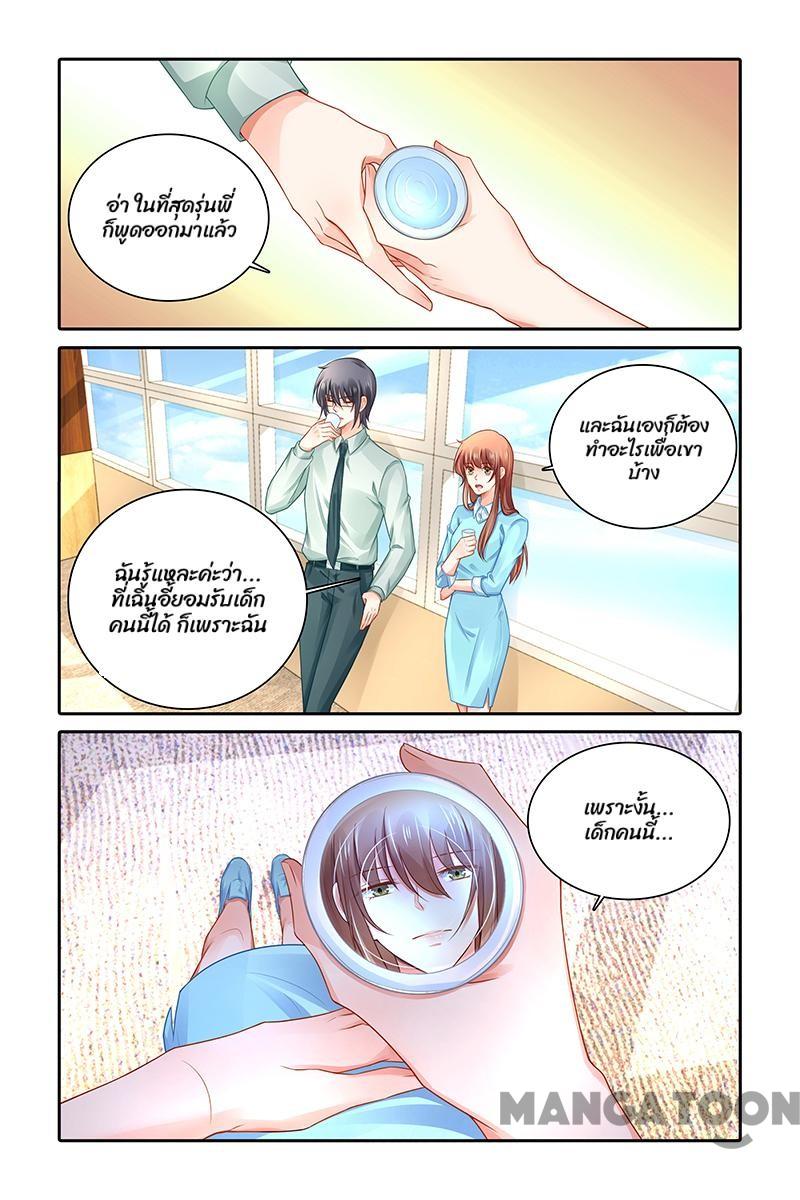 อ่า ในที่สุดรุ่นพี่
ก็พูดออกมาแล้ว
และฉันเองก็ต้อง
ทำอะไรเพื่อเขา
บ้าง
ฉันรู้แหละค่ะว่า...
ที่เฉินอี้ยอมรับเด็ก
คนนี้ได้ ก็เพราะฉัน
เพราะงั้น...
เด็กคนนี้...
MANGATOON